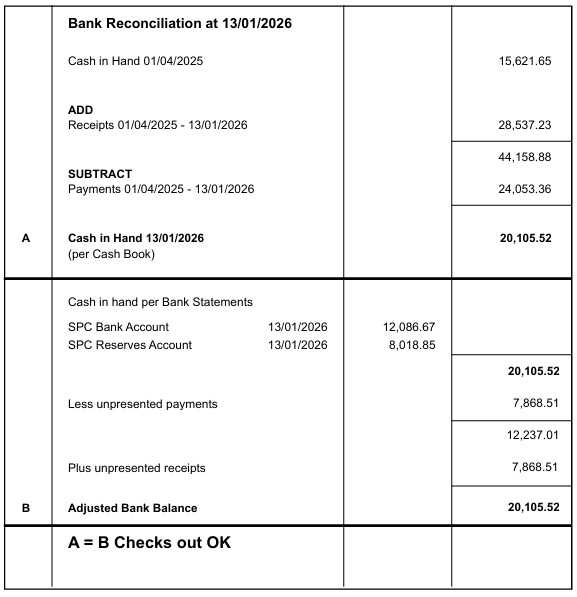 Bank Reconciliation at 13/01/2026
Cash in Hand 01/04/2025 15,621.65
ADD
Receipts 01/04/2025 - 13/01/2026 28,537.23
44,158.88
SUBTRACT
Payments 01/04/2025 - 13/01/2026 24,053.36
A Cash in Hand 13/01/2026 20,105.52
(per Cash Book)
Cash in hand per Bank Statements
SPC Bank Account 13/01/2026 12,086.67
SPC Reserves Account 13/01/2026 8,018.85
20,105.52
Less unpresented payments 7,868.51
12,237.01
Plus unpresented receipts 7,868.51
B Adjusted Bank Balance 20,105.52
A = B Checks out OK